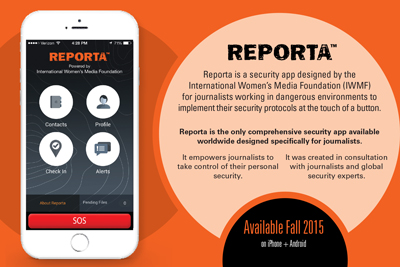 Verizon 4:28 PM 71%
REPORTA™
Powered by
International Women's Media Foundation
Contacts
Profile
Check In
Alerts
About Reporta
Pending Files
SOS
REPORTA™
Reporta is a security app designed by the
International Women's Media Foundation (IWMF)
for journalists working in dangerous environments to
implement their security protocols at the touch of a button.
Reporta is the only comprehensive security app available
worldwide designed specifically for journalists.
It empowers journalists to
take control of their personal
security.
It was created in consultation
with journalists and global
security experts.
Available Fall 2015
on iPhone + Android